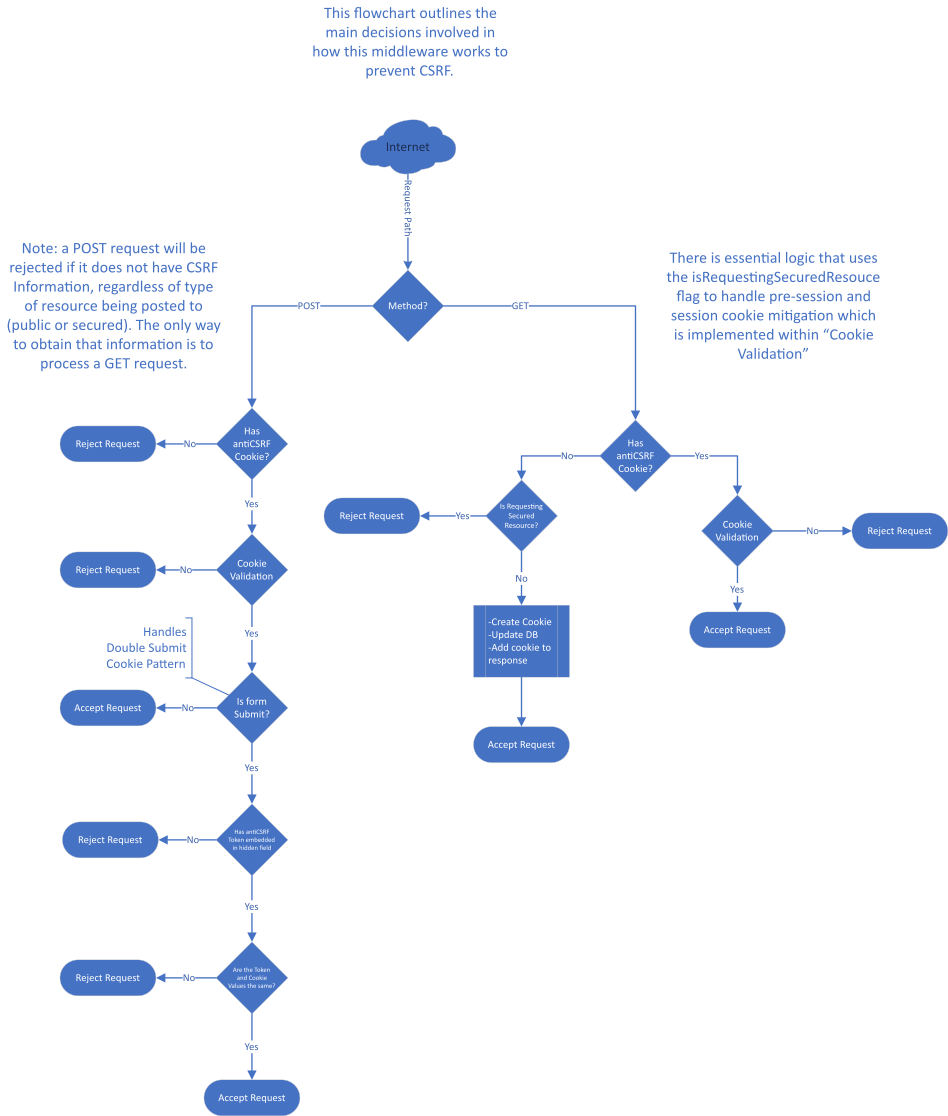 This flowchart outlines the
main decisions involved in
how this middleware works to
prevent CSRF.
Internet
Request Path
Note: a POST request will be
rejected if it does not have CSRF
Information, regardless of type
of resource being posted to
(public or secured). The only way
to obtain that information is to
process a GET request.
There is essential logic that uses
the isRequestingSecuredResouce
flag to handle pre-session and
session cookie mitigation which
is implemented within “Cookie
Validation”
POST
Method?
GET
Reject Request
No
Has
antiCSRF
Cookie?
Yes
Reject Request
No
Cookie
Validation
Yes
Handles
Double Submit
Cookie Pattern
Accept Request
No
Is form
Submit?
Yes
Reject Request
No
Has antiCSRF
Token embedded
in hidden field
Yes
Reject Request
No
Are the Token
and Cookie
Values the same?
Yes
Accept Request
No
Has
antiCSRF
Cookie?
Yes
Reject Request
Yes
Is Requesting
Secured
Resource?
No
-Create Cookie
-Update DB
-Add cookie to
response
Accept Request
Cookie
Validation
No
Reject Request
Yes
Accept Request